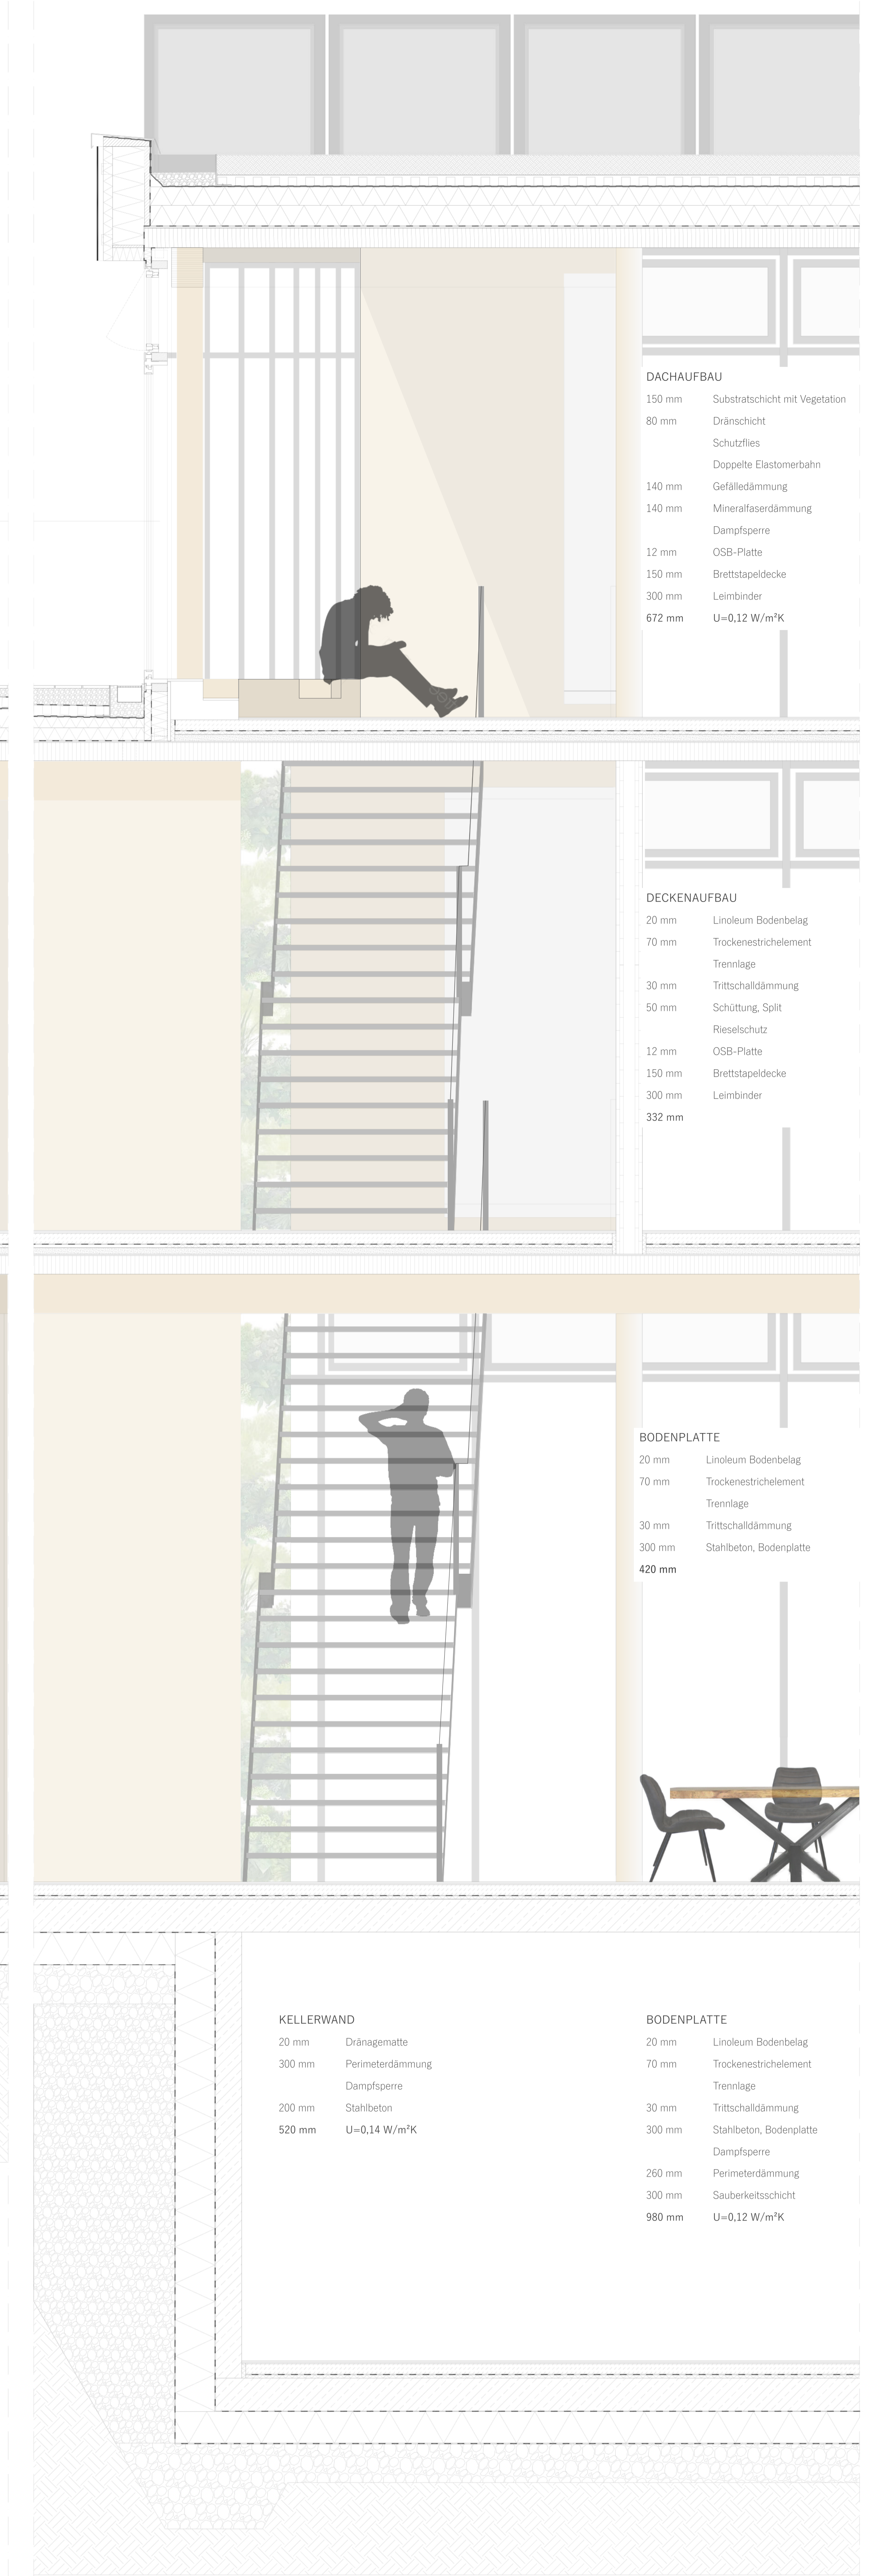 DACHAUFBAU
150 mm Substratschicht mit Vegetation
80 mm Dränschicht
Schutzflies
Doppelte Elastomerbahn
140 mm Gefälledämmung
140 mm Mineralfaserdämmung
Dampfsperre
12 mm OSB-Platte
150 mm Brettstapeldecke
300 mm Leimbinder
672 mm U=0,12 W/m²K
DECKENAUFBAU
20 mm Linoleum Bodenbelag
70 mm Trockenestrichelement
Trennlage
30 mm Trittschalldämmung
50 mm Schüttung, Split
Rieselschutz
12 mm OSB-Platte
150 mm Brettstapeldecke
300 mm Leimbinder
332 mm
BODENPLATTE
20 mm Linoleum Bodenbelag
70 mm Trockenestrichelement
Trennlage
30 mm Trittschalldämmung
300 mm Stahlbeton, Bodenplatte
420 mm
KELLERWAND
20 mm Dränagematte
300 mm Perimeterdämmung
Dampfsperre
200 mm Stahlbeton
520 mm U=0,14 W/m²K
BODENPLATTE
20 mm Linoleum Bodenbelag
70 mm Trockenestrichelement
Trennlage
30 mm Trittschalldämmung
300 mm Stahlbeton, Bodenplatte
Dampfsperre
260 mm Perimeterdämmung
300 mm Sauberkeitsschicht
980 mm U=0,12 W/m²K